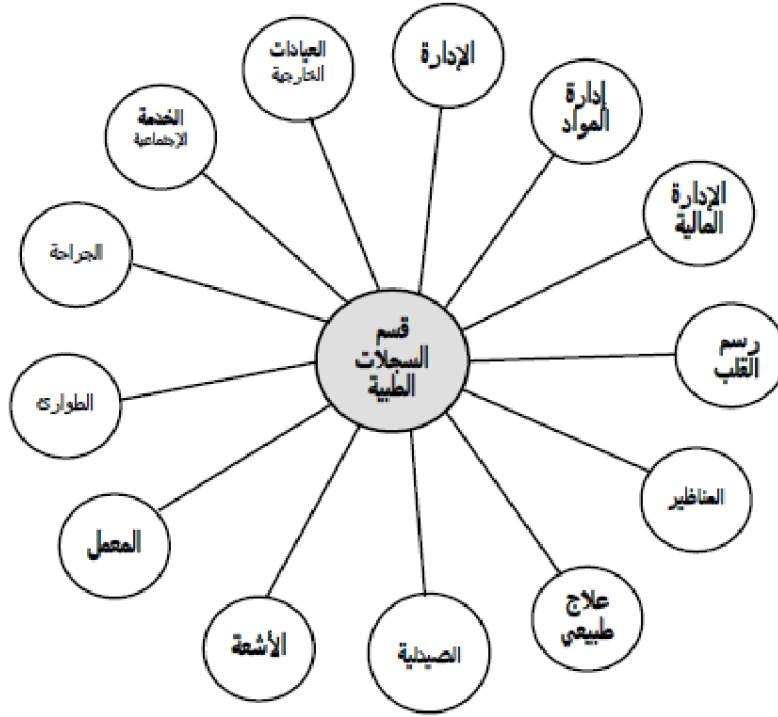 الإدارة
إدارة
المواد
الإدارة
المالية
رسم
القلب
المناظير
علاج
طبيعي
الصيدلية
الأشعة
المعمل
الطوارئ
الجراحة
الخدمة
الإجتماعية
العيادات
الخارجية
قسم
السجلات
الطبية